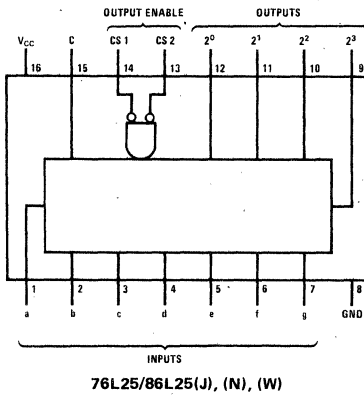 OUTPUT ENABLE OUTPUTS
VCC C CS 1 CS 2 2⁰ 2¹ 2² 2³
16 15 14 13 12 11 10 9
1 2 3 4 5 6 7 8
a b c d e f g GND
INPUTS
76L25/86L25(J), (N), (W)